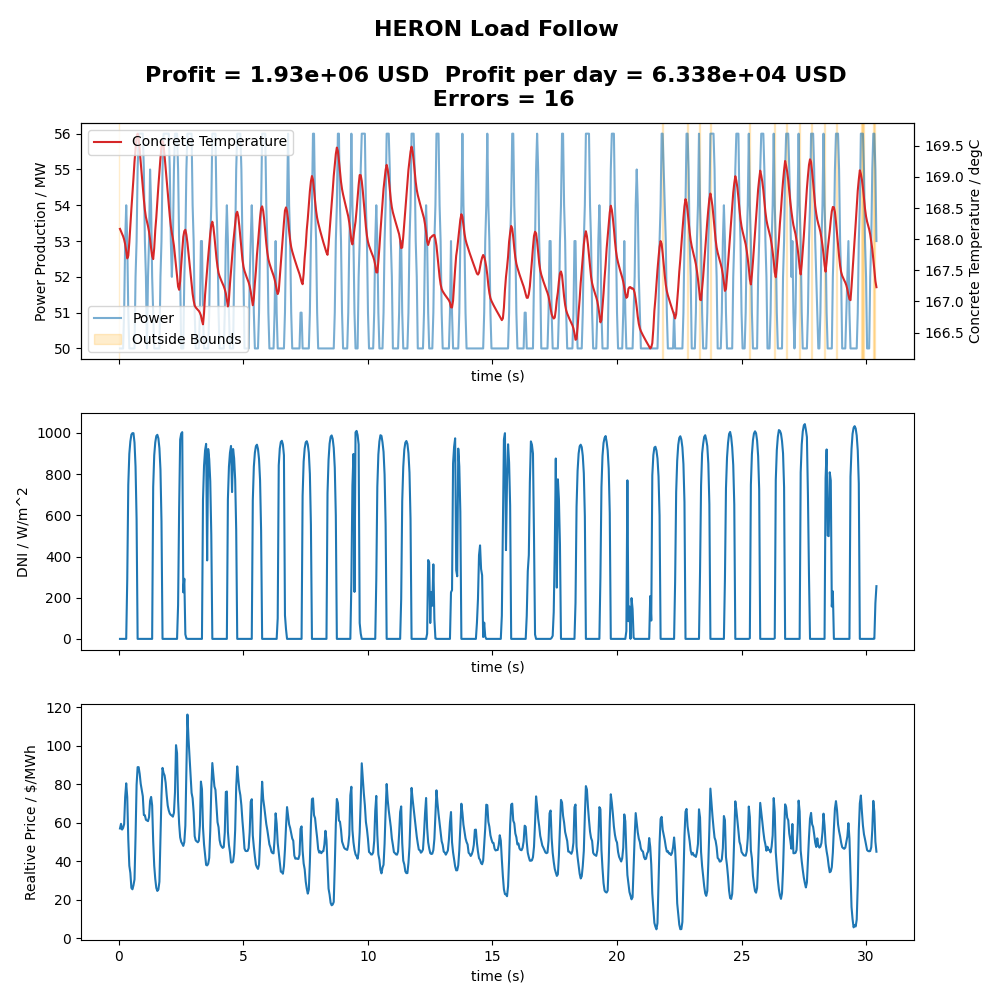 HERON Load Follow
Profit = 1.93e+06 USD  Profit per day = 6.338e+04 USD
Errors = 16
Concrete Temperature
Power
Outside Bounds
Power Production / MW
56
55
54
53
52
51
50
169.5
169.0
168.5
168.0
167.5
167.0
166.5
Concrete Temperature / degC
time (s)
DNI / W/m^2
1000
800
600
400
200
0
time (s)
Realtive Price / $/MWh
120
100
80
60
40
20
0
0 5 10 15 20 25 30
time (s)